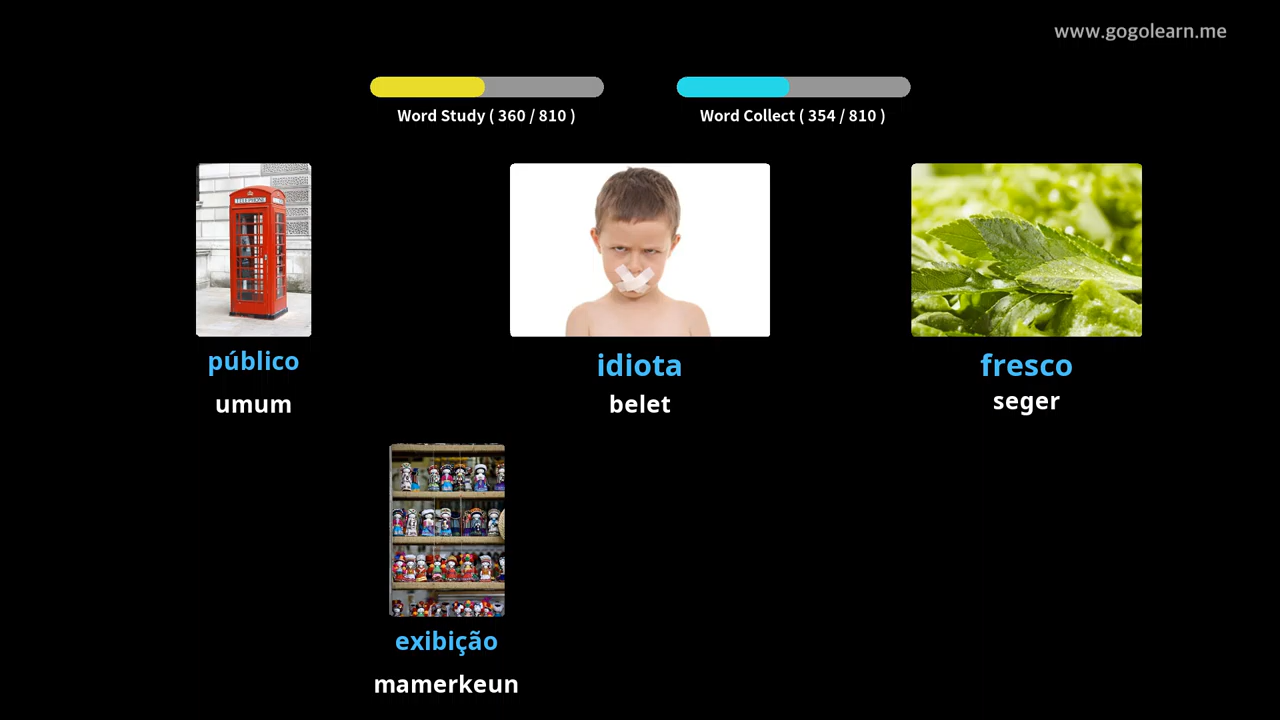 www.gogolearn.me
Word Study ( 360 / 810 )
Word Collect ( 354 / 810 )
TELEPHONE
público
idiota
fresco
umum
belet
seger
exibição
mamerkeun